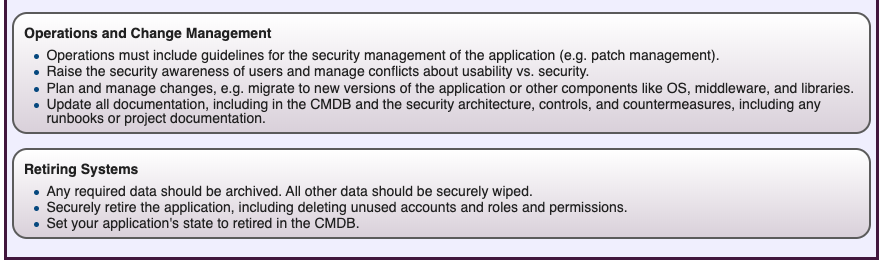 Operations and Change Management
• Operations must include guidelines for the security management of the application (e.g. patch management).
• Raise the security awareness of users and manage conflicts about usability vs. security.
• Plan and manage changes, e.g. migrate to new versions of the application or other components like OS, middleware, and libraries.
• Update all documentation, including in the CMDB and the security architecture, controls, and countermeasures, including any
runbooks or project documentation.
Retiring Systems
• Any required data should be archived. All other data should be securely wiped.
• Securely retire the application, including deleting unused accounts and roles and permissions.
• Set your application's state to retired in the CMDB.